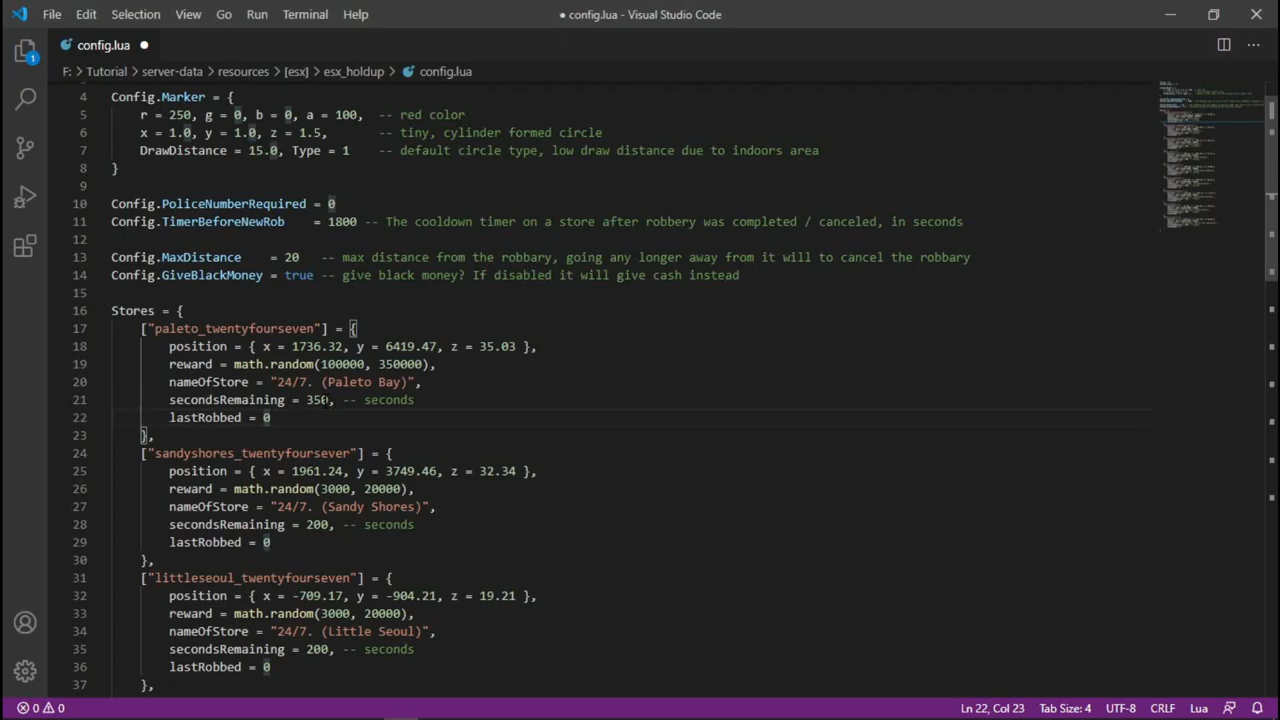 File Edit Selection View Go Run Terminal Help
● config.lua - Visual Studio Code
config.lua
1
F: > Tutorial > server-data > resources > [esx] > esx_holdup > config.lua
4 Config.Marker = {
5 r = 250, g = 0, b = 0, a = 100, -- red color
6 x = 1.0, y = 1.0, z = 1.5, -- tiny, cylinder formed circle
7 DrawDistance = 15.0, Type = 1 -- default circle type, low draw distance due to indoors area
8 }
9
10 Config.PoliceNumberRequired = 0
11 Config.TimerBeforeNewRob = 1800 -- The cooldown timer on a store after robbery was completed / canceled, in seconds
12
13 Config.MaxDistance = 20 -- max distance from the robbary, going any longer away from it will to cancel the robbary
14 Config.GiveBlackMoney = true -- give black money? If disabled it will give cash instead
15
16 Stores = {
17 ["paleto_twentyfourseven"] = {
18 position = { x = 1736.32, y = 6419.47, z = 35.03 },
19 reward = math.random(100000, 350000),
20 nameOfStore = "24/7. (Paleto Bay)",
21 secondsRemaining = 350, -- seconds
22 lastRobbed = 0
23 },
24 ["sandyshores_twentyfoursever"] = {
25 position = { x = 1961.24, y = 3749.46, z = 32.34 },
26 reward = math.random(3000, 20000),
27 nameOfStore = "24/7. (Sandy Shores)",
28 secondsRemaining = 200, -- seconds
29 lastRobbed = 0
30 },
31 ["littleseoul_twentyfourseven"] = {
32 position = { x = -709.17, y = -904.21, z = 19.21 },
33 reward = math.random(3000, 20000),
34 nameOfStore = "24/7. (Little Seoul)",
35 secondsRemaining = 200, -- seconds
36 lastRobbed = 0
37 },
0 0 Ln 22, Col 23 Tab Size: 4 UTF-8 CRLF Lua